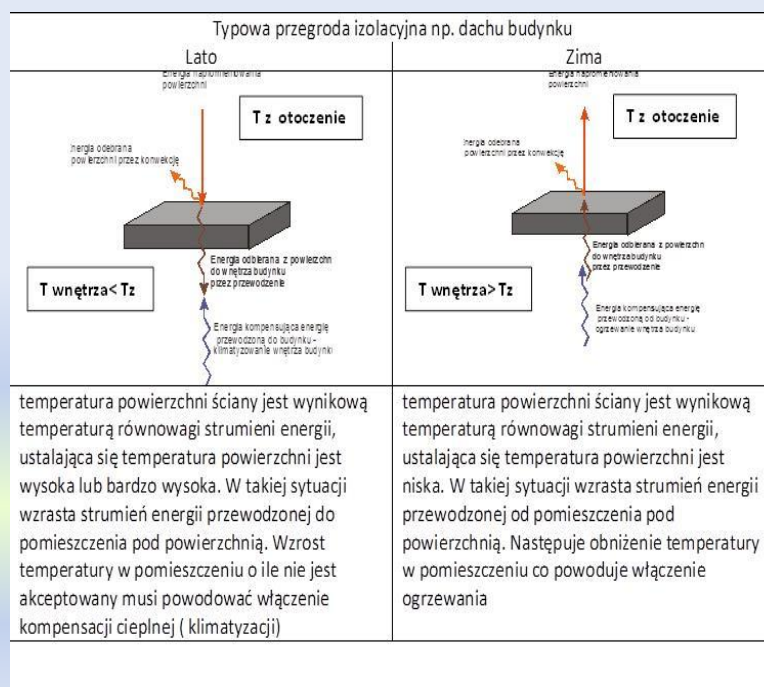 Typowa przegroda izolacyjna np. dachu budynku
Lato
Energia napromieniowania
powierzchni
T z otoczenie
nergia odebrana
powierzchni przez konwekcję
Energia odbierana z powierzchn
do wnętrza budynku
przez przewodzenie
T wnętrza< Tz
Energia kompensująca energię
przewodzoną do budynku -
klimatyzowanie wnętrza budynki
temperatura powierzchni ściany jest wynikową
temperaturą równowagi strumieni energii,
ustalająca się temperatura powierzchni jest
wysoka lub bardzo wysoka. W takiej sytuacji
wzrasta strumień energii przewodzonej do
pomieszczenia pod powierzchnią. Wzrost
temperatury w pomieszczeniu o ile nie jest
akceptowany musi powodować włączenie
kompensacji cieplnej ( klimatyzacji)
Zima
Energia napromieniowania
powierzchni
T z otoczenie
nergia odebrana
powierzchni przez konwekcję
Energia odbierana z powierzchn
do wnętrza budynku
przez przewodzenie
T wnętrza> Tz
Energia kompensująca energię
przewodzoną od budynku -
ogrzewanie wnętrza budynku
temperatura powierzchni ściany jest wynikową
temperaturą równowagi strumieni energii,
ustalająca się temperatura powierzchni jest
niska. W takiej sytuacji wzrasta strumień energii
przewodzonej od pomieszczenia pod
powierzchnią. Następuje obniżenie temperatury
w pomieszczeniu co powoduje włączenie
ogrzewania